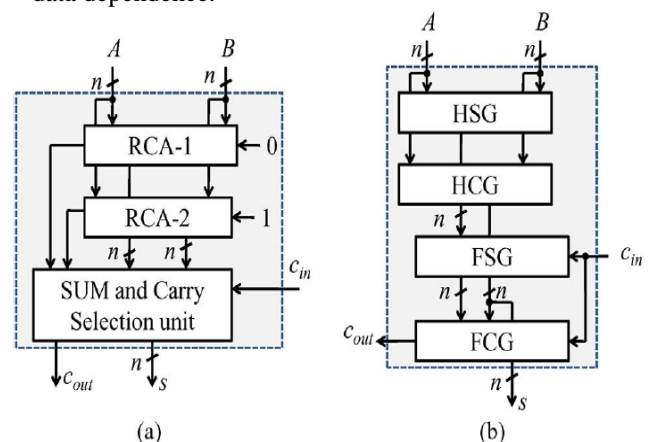 data dependence.
A B
n n
RCA-1 0
RCA-2 1
n n
c_in
SUM and Carry
Selection unit
c_out n s
(a)
A B
n n
HSG
HCG
n
FSG c_in
n n
c_out FCG
n s
(b)